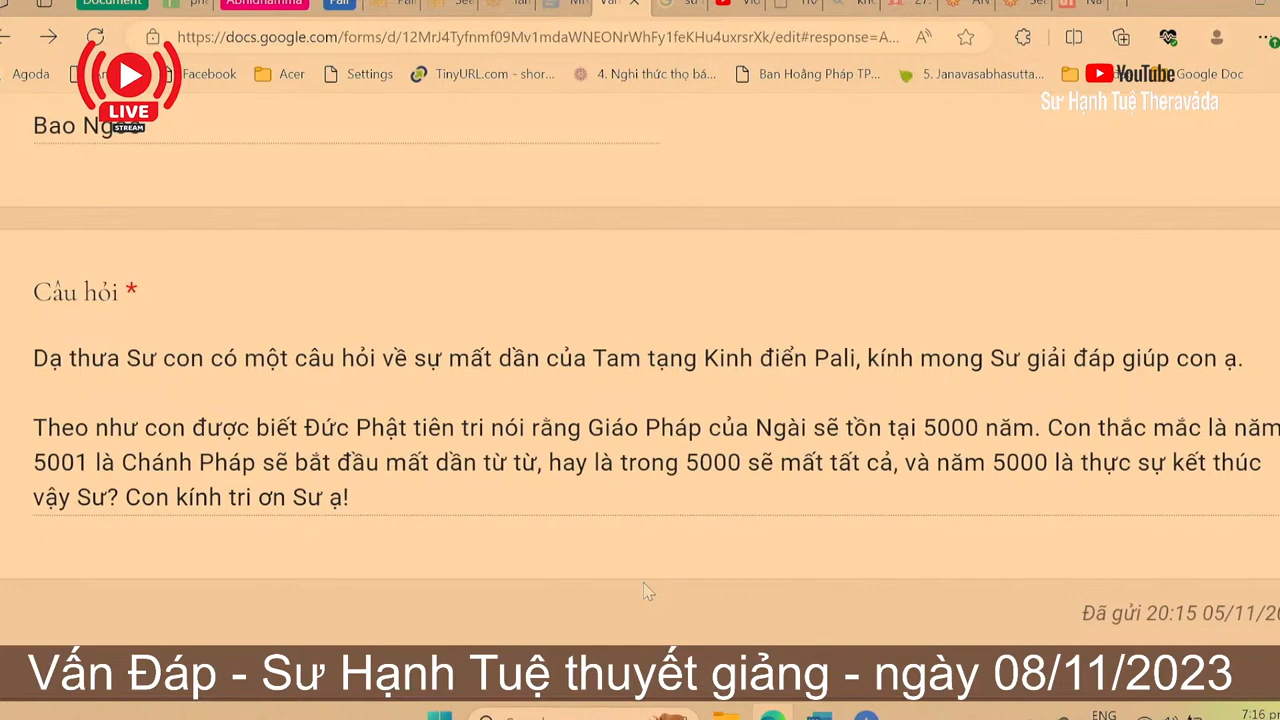 Document
Abhidhamma
https://docs.google.com/forms/d/12MrJ4Tyfnmf09Mv1mdaWNEONrWhFy1feKHu4uxrsrXk/edit#response=A...
Agoda
Facebook
Acer
Settings
TinyURL.com - shor...
4. Nghi thức thọ bá...
Ban Hoằng Pháp TP...
5. Janavasabhasutta...
YouTube
Google Doc
LIVE
STREAM
Sư Hạnh Tuệ Theravāda
Bao Ngoc
Câu hỏi *
Dạ thưa Sư con có một câu hỏi về sự mất dần của Tam tạng Kinh điển Pali, kính mong Sư giải đáp giúp con ạ.
Theo như con được biết Đức Phật tiên tri nói rằng Giáo Pháp của Ngài sẽ tồn tại 5000 năm. Con thắc mắc là năm
5001 là Chánh Pháp sẽ bắt đầu mất dần từ từ, hay là trong 5000 sẽ mất tất cả, và năm 5000 là thực sự kết thúc
vậy Sư? Con kính tri ơn Sư ạ!
Đã gửi 20:15 05/11/20
Vấn Đáp - Sư Hạnh Tuệ thuyết giảng - ngày 08/11/2023
ENG
7:16 pm